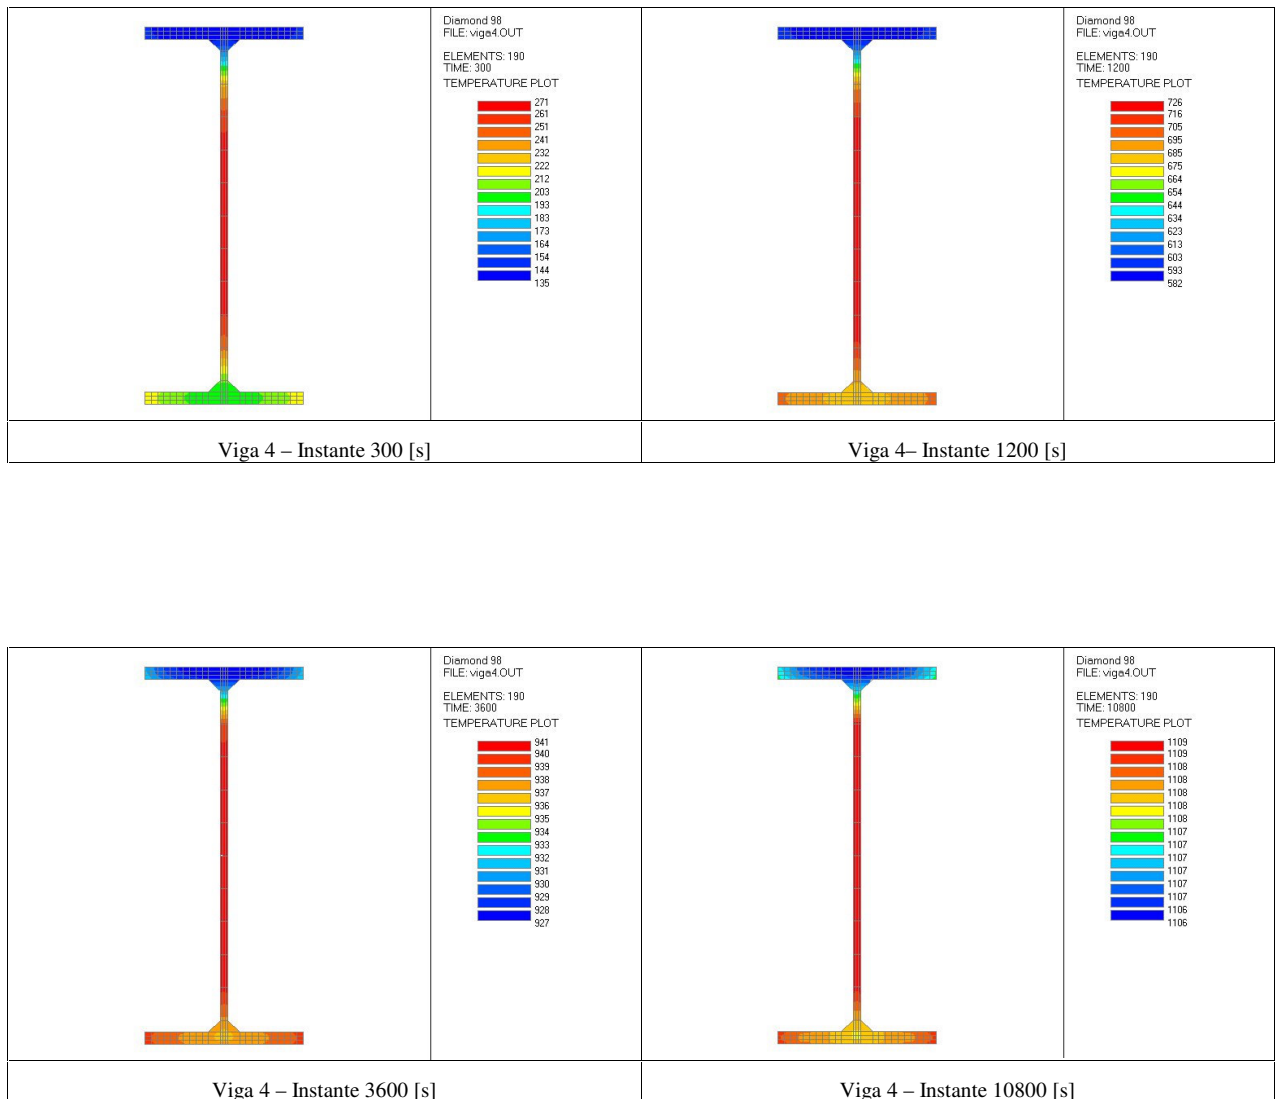 Diamond 98
FILE: viga4.OUT
ELEMENTS: 190
TIME: 300
TEMPERATURE PLOT
271
261
251
241
232
222
212
203
193
183
173
164
154
144
135
Viga 4 – Instante 300 [s]
Diamond 98
FILE: viga4.OUT
ELEMENTS: 190
TIME: 1200
TEMPERATURE PLOT
726
716
705
695
685
675
664
654
644
634
623
613
603
593
582
Viga 4– Instante 1200 [s]
Diamond 98
FILE: viga4.OUT
ELEMENTS: 190
TIME: 3600
TEMPERATURE PLOT
941
940
939
938
937
936
935
934
933
932
931
930
929
928
927
Viga 4 – Instante 3600 [s]
Diamond 98
FILE: viga4.OUT
ELEMENTS: 190
TIME: 10800
TEMPERATURE PLOT
1109
1109
1108
1108
1108
1108
1108
1107
1107
1107
1107
1107
1107
1106
1106
Viga 4 – Instante 10800 [s]